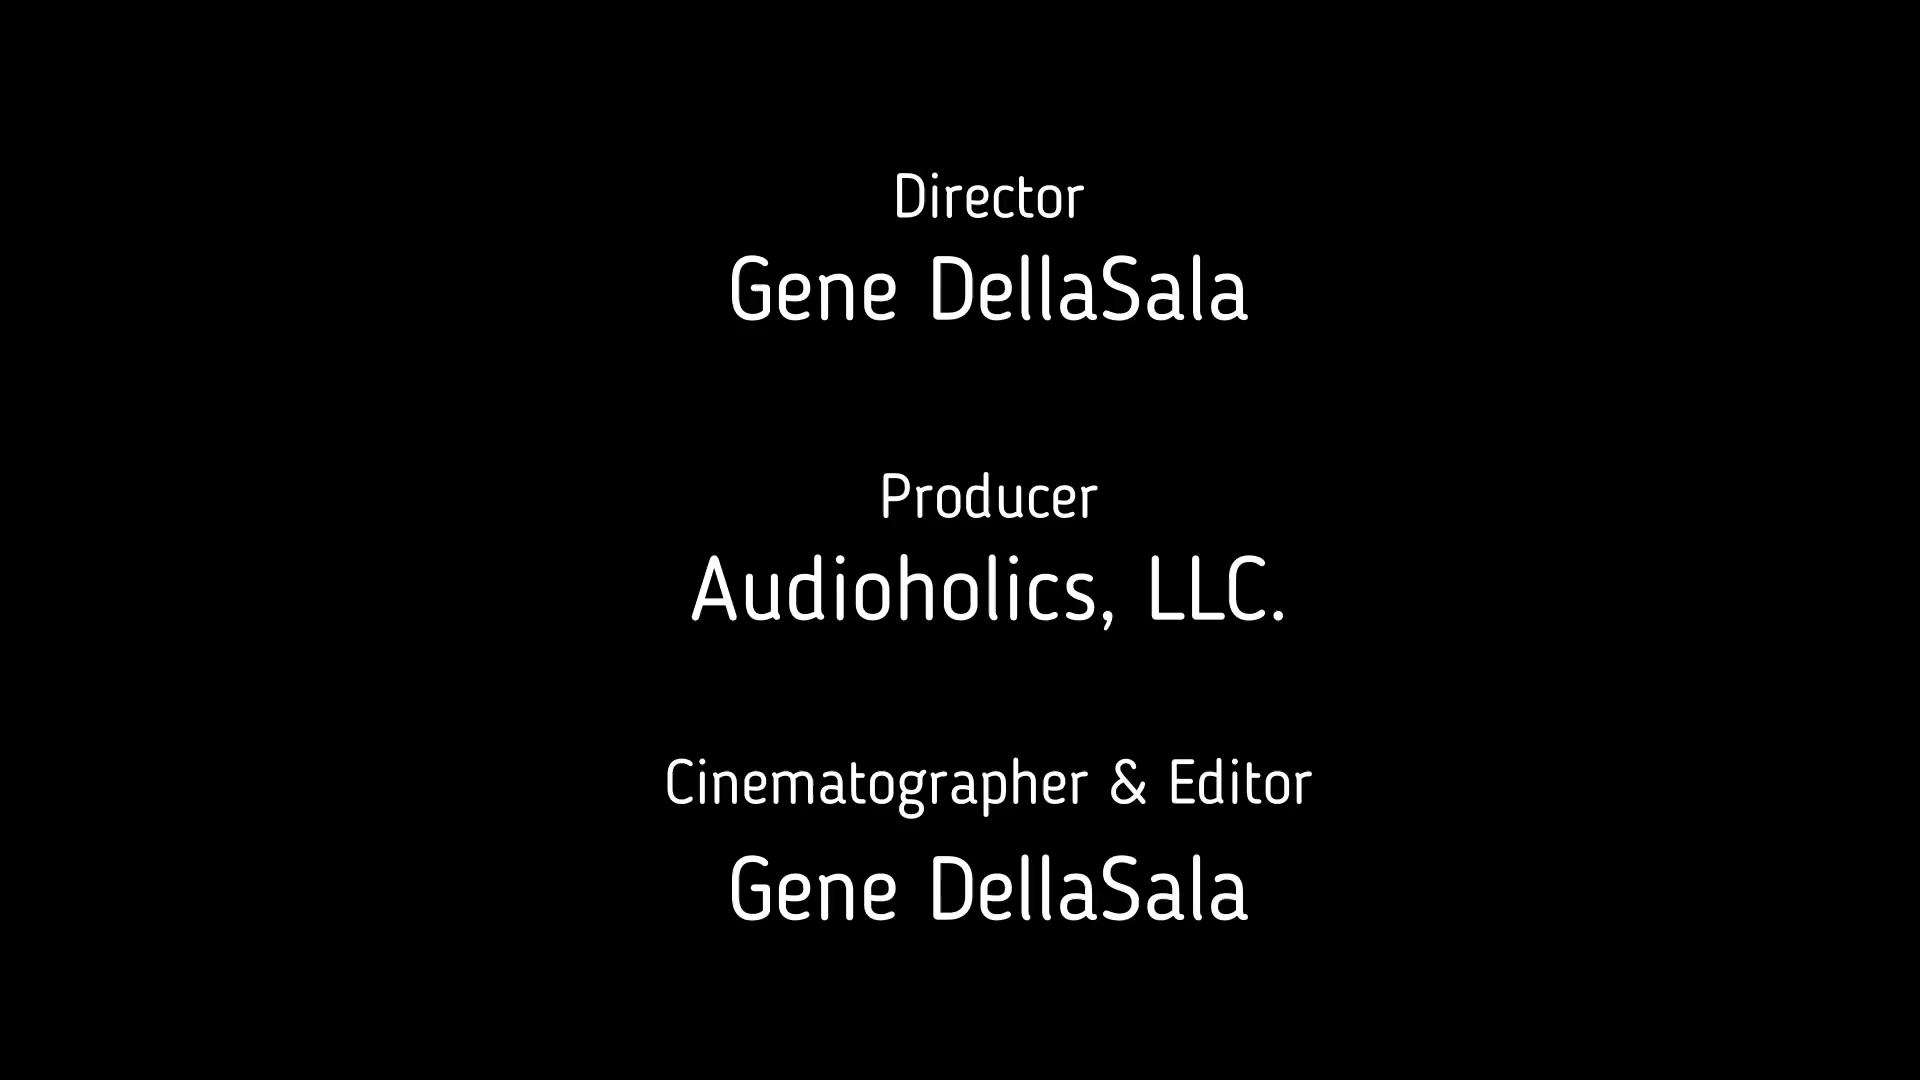 Director
Gene DellaSala
Producer
Audioholics, LLC.
Cinematographer & Editor
Gene DellaSala